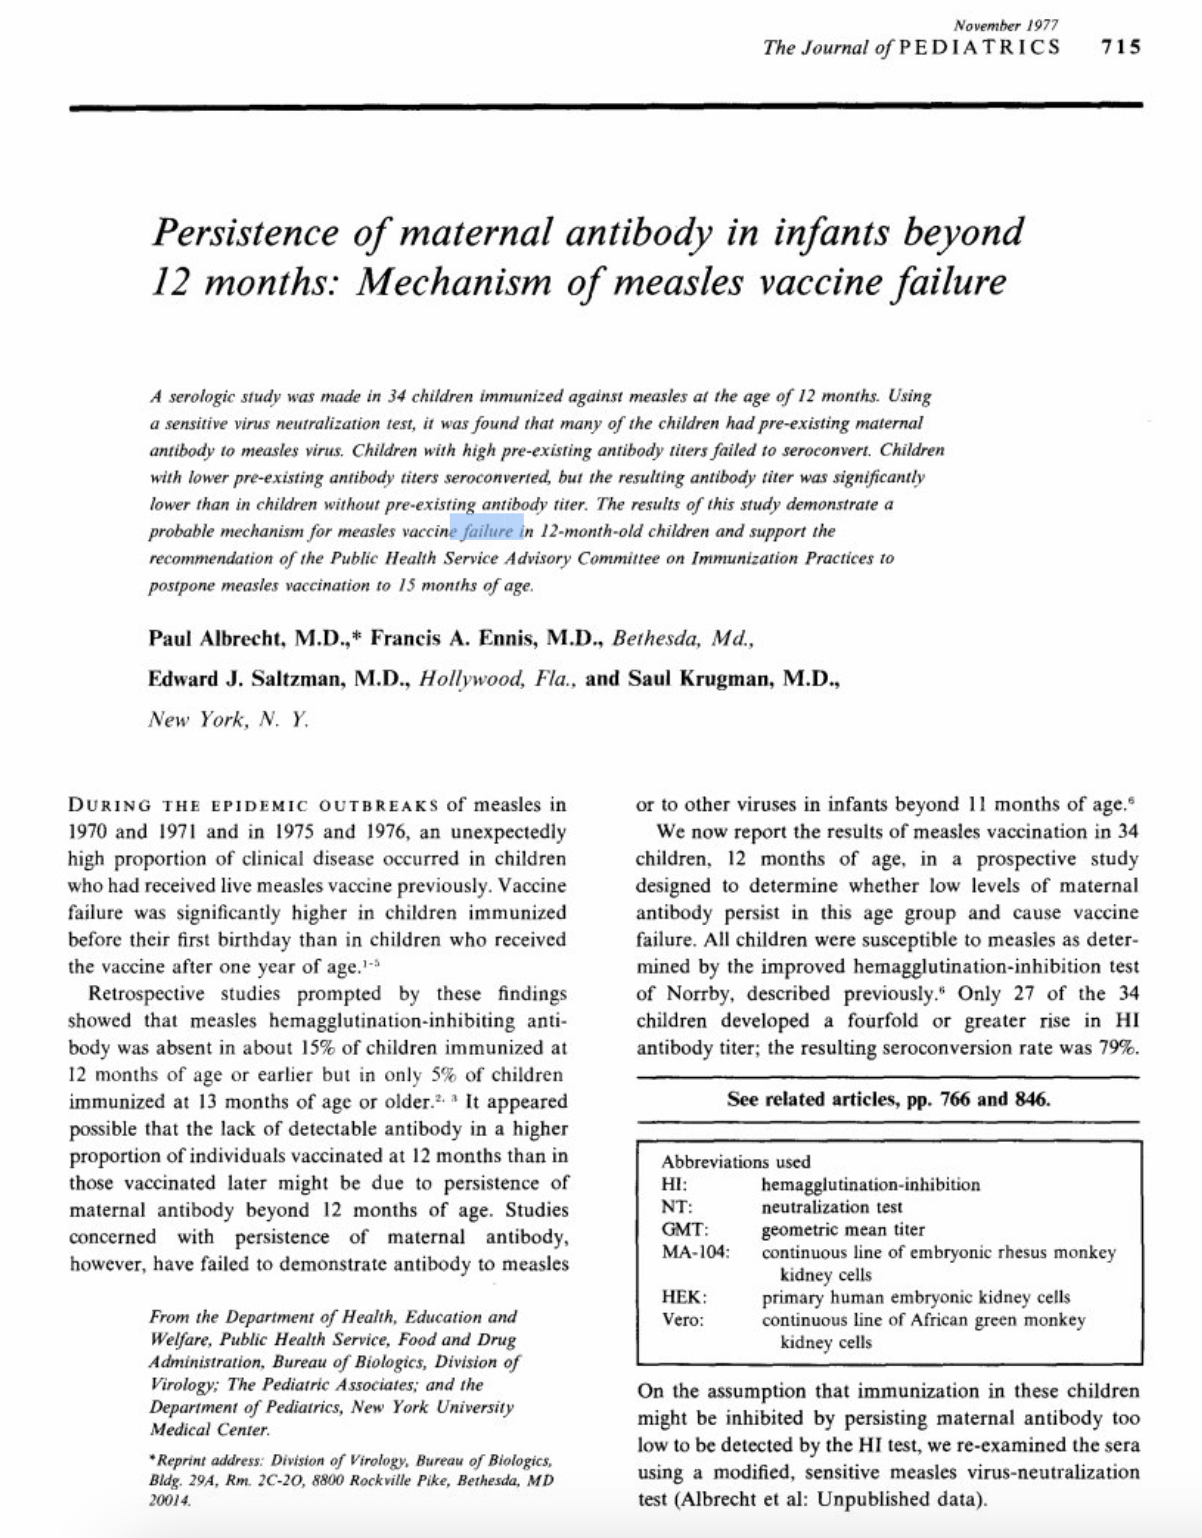 November 1977
The Journal of PEDIATRICS 715
Persistence of maternal antibody in infants beyond
12 months: Mechanism of measles vaccine failure
A serologic study was made in 34 children immunized against measles at the age of 12 months. Using
a sensitive virus neutralization test, it was found that many of the children had pre-existing maternal
antibody to measles virus. Children with high pre-existing antibody titers failed to seroconvert. Children
with lower pre-existing antibody titers seroconverted, but the resulting antibody titer was significantly
lower than in children without pre-existing antibody titer. The results of this study demonstrate a
probable mechanism for measles vaccine failure in 12-month-old children and support the
recommendation of the Public Health Service Advisory Committee on Immunization Practices to
postpone measles vaccination to 15 months of age.
Paul Albrecht, M.D.,* Francis A. Ennis, M.D., Bethesda, Md.,
Edward J. Saltzman, M.D., Hollywood, Fla., and Saul Krugman, M.D.,
New York, N. Y.
DURING THE EPIDEMIC OUTBREAKS of measles in
1970 and 1971 and in 1975 and 1976, an unexpectedly
high proportion of clinical disease occurred in children
who had received live measles vaccine previously. Vaccine
failure was significantly higher in children immunized
before their first birthday than in children who received
the vaccine after one year of age.¹⁻⁵
Retrospective studies prompted by these findings
showed that measles hemagglutination-inhibiting anti-
body was absent in about 15% of children immunized at
12 months of age or earlier but in only 5% of children
immunized at 13 months of age or older.²˒ ³ It appeared
possible that the lack of detectable antibody in a higher
proportion of individuals vaccinated at 12 months than in
those vaccinated later might be due to persistence of
maternal antibody beyond 12 months of age. Studies
concerned with persistence of maternal antibody,
however, have failed to demonstrate antibody to measles
From the Department of Health, Education and
Welfare, Public Health Service, Food and Drug
Administration, Bureau of Biologics, Division of
Virology; The Pediatric Associates; and the
Department of Pediatrics, New York University
Medical Center.
*Reprint address: Division of Virology, Bureau of Biologics,
Bldg. 29A, Rm. 2C-2O, 8800 Rockville Pike, Bethesda, MD
20014.
or to other viruses in infants beyond 11 months of age.⁶
We now report the results of measles vaccination in 34
children, 12 months of age, in a prospective study
designed to determine whether low levels of maternal
antibody persist in this age group and cause vaccine
failure. All children were susceptible to measles as deter-
mined by the improved hemagglutination-inhibition test
of Norrby, described previously.⁶ Only 27 of the 34
children developed a fourfold or greater rise in HI
antibody titer; the resulting seroconversion rate was 79%.
See related articles, pp. 766 and 846.
Abbreviations used
HI: hemagglutination-inhibition
NT: neutralization test
GMT: geometric mean titer
MA-104: continuous line of embryonic rhesus monkey
kidney cells
HEK: primary human embryonic kidney cells
Vero: continuous line of African green monkey
kidney cells
On the assumption that immunization in these children
might be inhibited by persisting maternal antibody too
low to be detected by the HI test, we re-examined the sera
using a modified, sensitive measles virus-neutralization
test (Albrecht et al: Unpublished data).